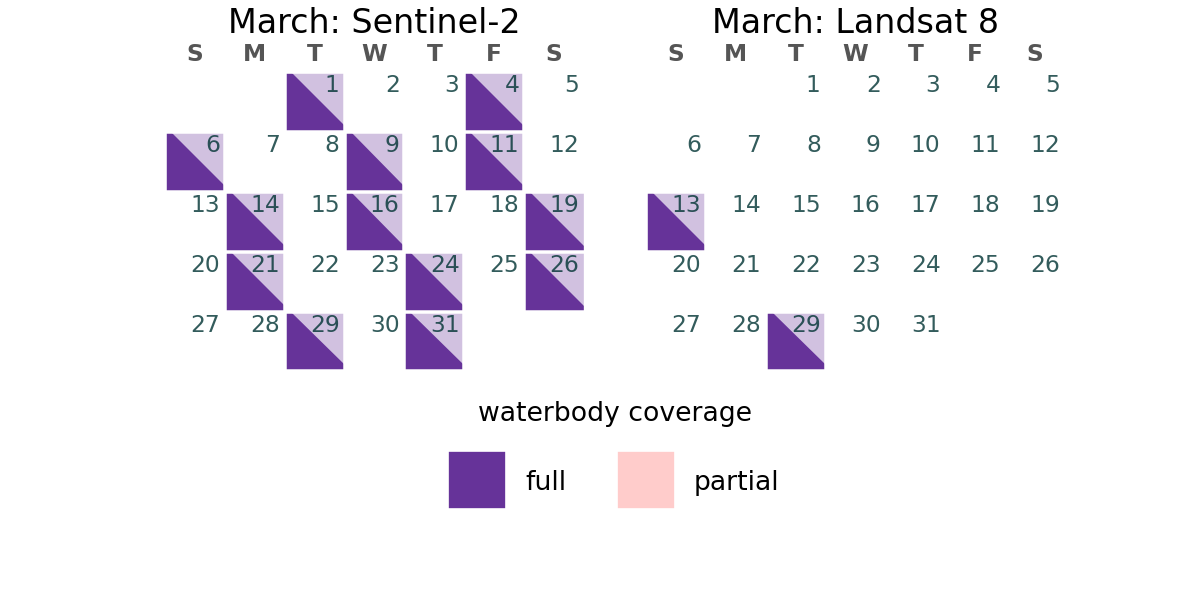 March: Sentinel-2
S M T W T F S
1 2 3 4 5
6 7 8 9 10 11 12
13 14 15 16 17 18 19
20 21 22 23 24 25 26
27 28 29 30 31
March: Landsat 8
S M T W T F S
1 2 3 4 5
6 7 8 9 10 11 12
13 14 15 16 17 18 19
20 21 22 23 24 25 26
27 28 29 30 31
waterbody coverage
full partial